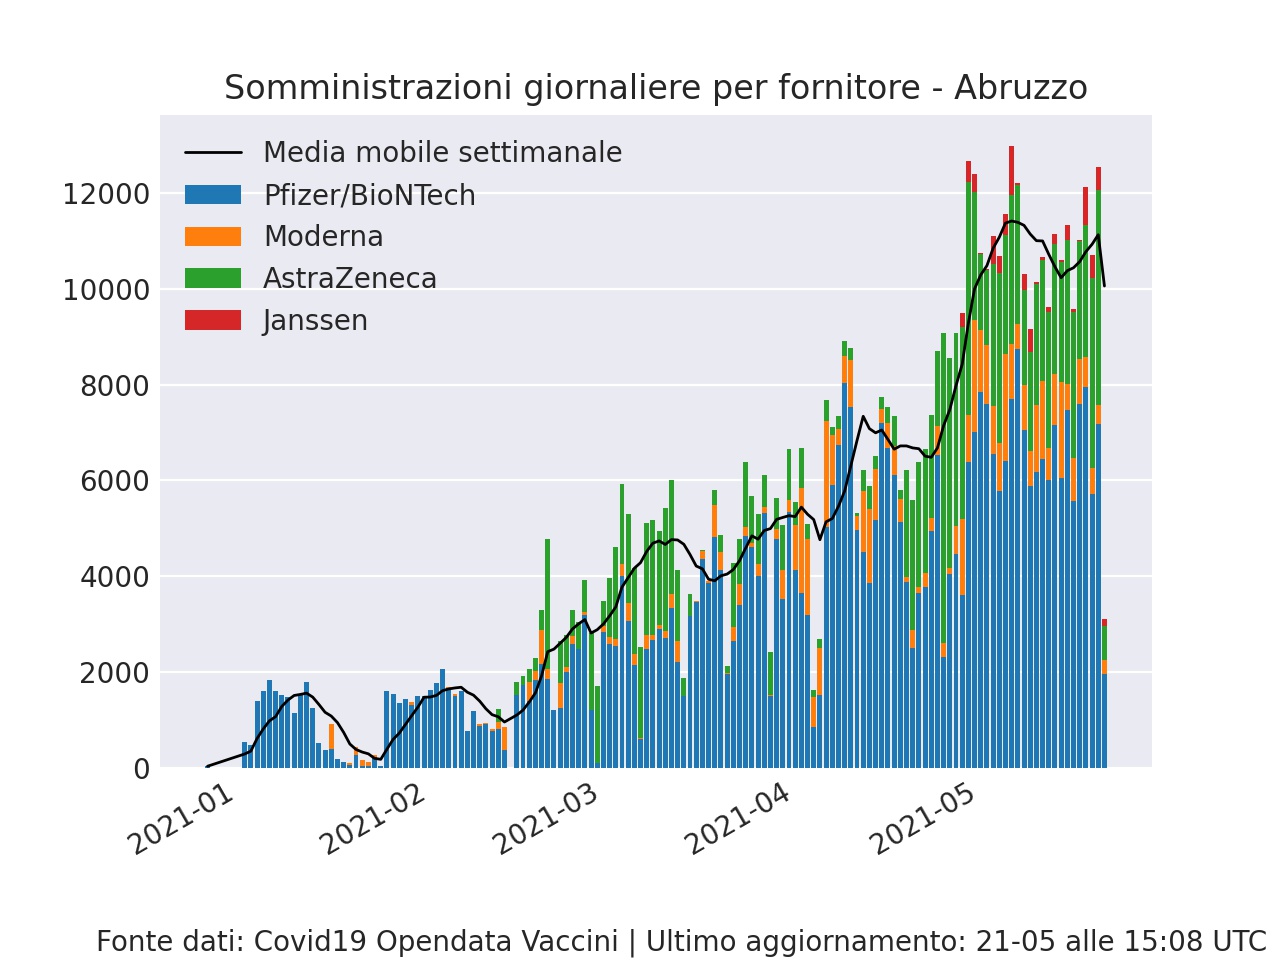 Somministrazioni giornaliere per fornitore - Abruzzo
Media mobile settimanale
Pfizer/BioNTech
Moderna
AstraZeneca
Janssen
12000
10000
8000
6000
4000
2000
0
2021-01
2021-02
2021-03
2021-04
2021-05
Fonte dati: Covid19 Opendata Vaccini | Ultimo aggiornamento: 21-05 alle 15:08 UTC